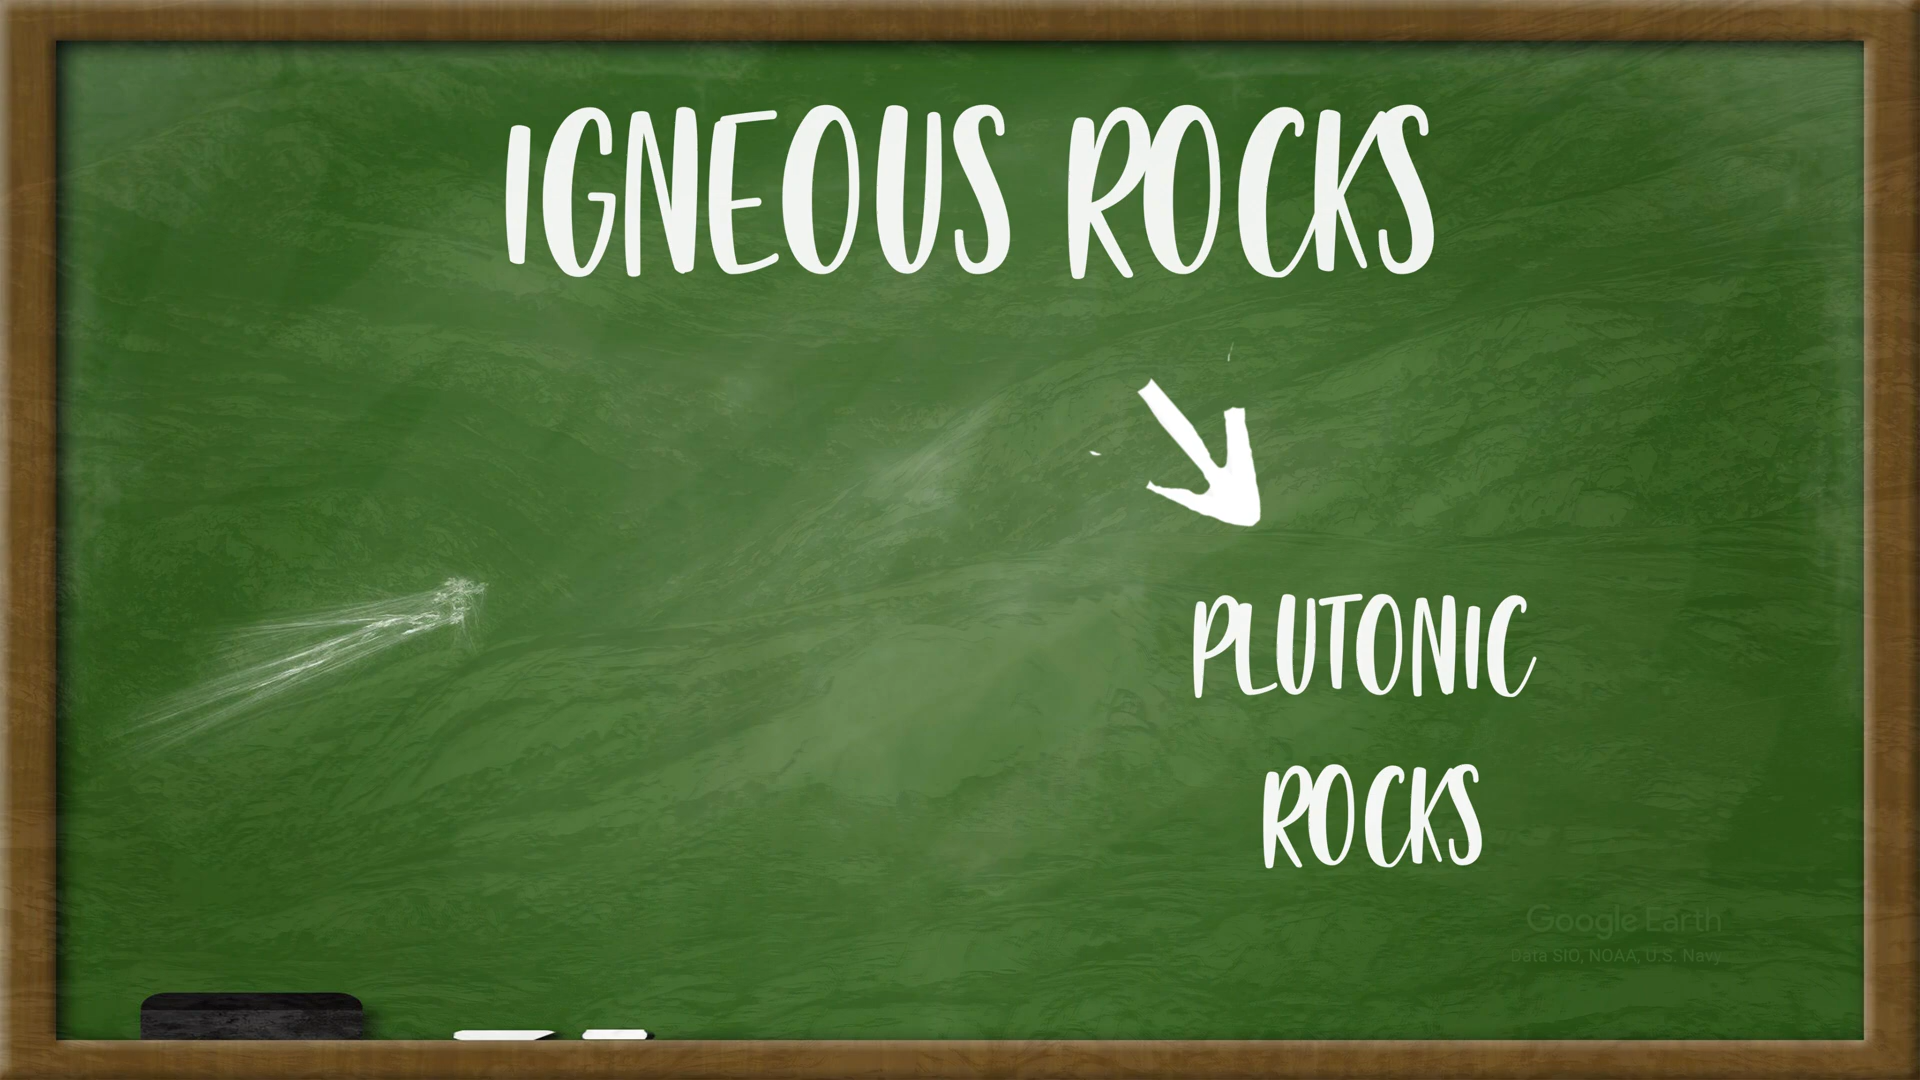 IGNEOUS ROCKS
PLUTONIC
ROCKS
Google Earth
Data SIO, NOAA, U.S. Navy